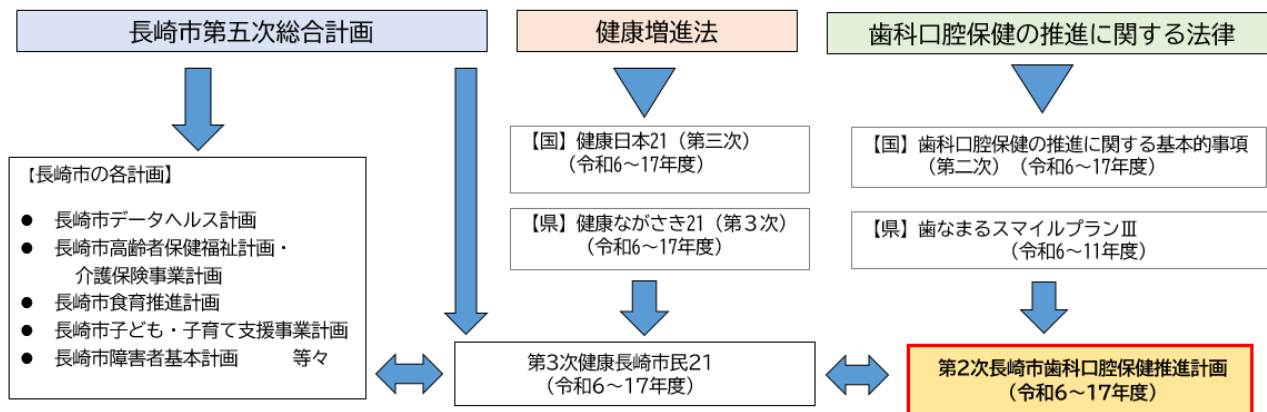 長崎市第五次総合計画
健康増進法
歯科口腔保健の推進に関する法律
【長崎市の各計画】
● 長崎市データヘルス計画
● 長崎市高齢者保健福祉計画・
介護保険事業計画
● 長崎市食育推進計画
● 長崎市子ども・子育て支援事業計画
● 長崎市障害者基本計画 等々
【国】健康日本21（第三次）
（令和6～17年度）
【県】健康ながさき21（第３次）
（令和6～17年度）
第3次健康長崎市民21
（令和６～17年度）
【国】歯科口腔保健の推進に関する基本的事項
（第二次）（令和6～17年度）
【県】歯なまるスマイルプランⅢ
（令和6～11年度）
第２次長崎市歯科口腔保健推進計画
（令和６～17年度）